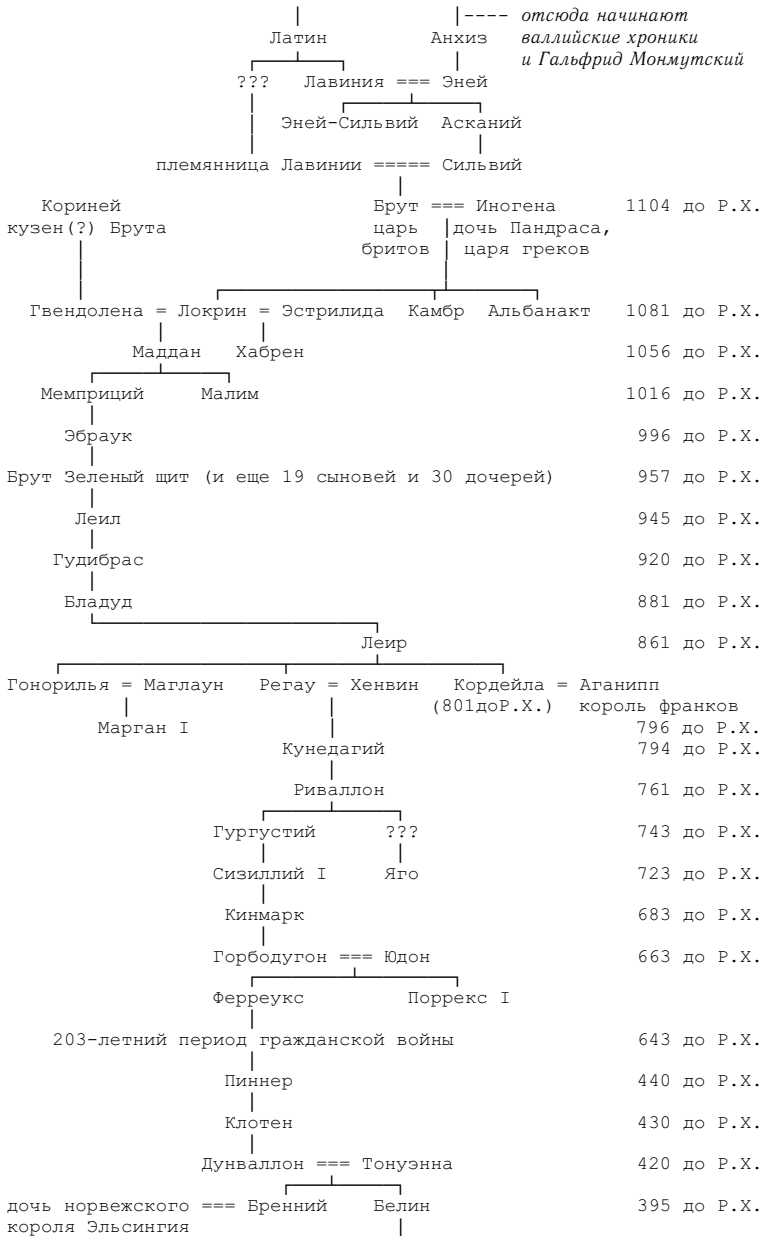 ---- отсюда начинают
Латин Анхиз валлийские хроники
и Гальфрид Монмутский
??? Лавиния === Эней
Эней-Сильвий Асканий
племянница Лавинии ===== Сильвий
Кориней Брут === Иногена 1104 до Р.Х.
кузен(?) Брута царь дочь Пандраса,
бритов царя греков
Гвендолена = Локрин = Эстрилида Камбр Альбанакт 1081 до Р.Х.
Маддан Хабрен 1056 до Р.Х.
Мемприций Малим 1016 до Р.Х.
Эбраук 996 до Р.Х.
Брут Зеленый щит (и еще 19 сыновей и 30 дочерей) 957 до Р.Х.
Леил 945 до Р.Х.
Гудибрас 920 до Р.Х.
Бладуд 881 до Р.Х.
Леир 861 до Р.Х.
Гонорилья = Маглаун Регау = Хенвин Кордейла = Аганипп
(801доР.Х.) король франков
Марган I 796 до Р.Х.
Кунедагий 794 до Р.Х.
Риваллон 761 до Р.Х.
Гургустий ??? 743 до Р.Х.
Сизиллий I Яго 723 до Р.Х.
Кинмарк 683 до Р.Х.
Горбодугон === Юдон 663 до Р.Х.
Ферреукс Поррекс I
203-летний период гражданской войны 643 до Р.Х.
Пиннер 440 до Р.Х.
Клотен 430 до Р.Х.
Дунваллон === Тонуэнна 420 до Р.Х.
дочь норвежского === Бренний Белин 395 до Р.Х.
короля Эльсингия